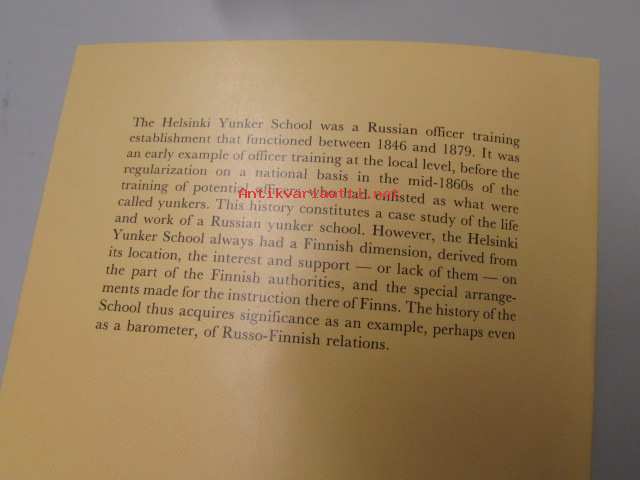 The Helsinki Yunker School was a Russian officer training
establishment that functioned between 1846 and 1879. It was
an early example of officer training at the local level, before the
regularization on a national basis in the mid-1860s of the
training of potential officers who had enlisted as what were
called yunkers. This history constitutes a case study of the life
and work of a Russian yunker school. However, the Helsinki
Yunker School always had a Finnish dimension, derived from
its location, the interest and support — or lack of them — on
the part of the Finnish authorities, and the special arrange-
ments made for the instruction there of Finns. The history of the
School thus acquires significance as an example, perhaps even
as a barometer, of Russo-Finnish relations.
Antikvariaatti.net